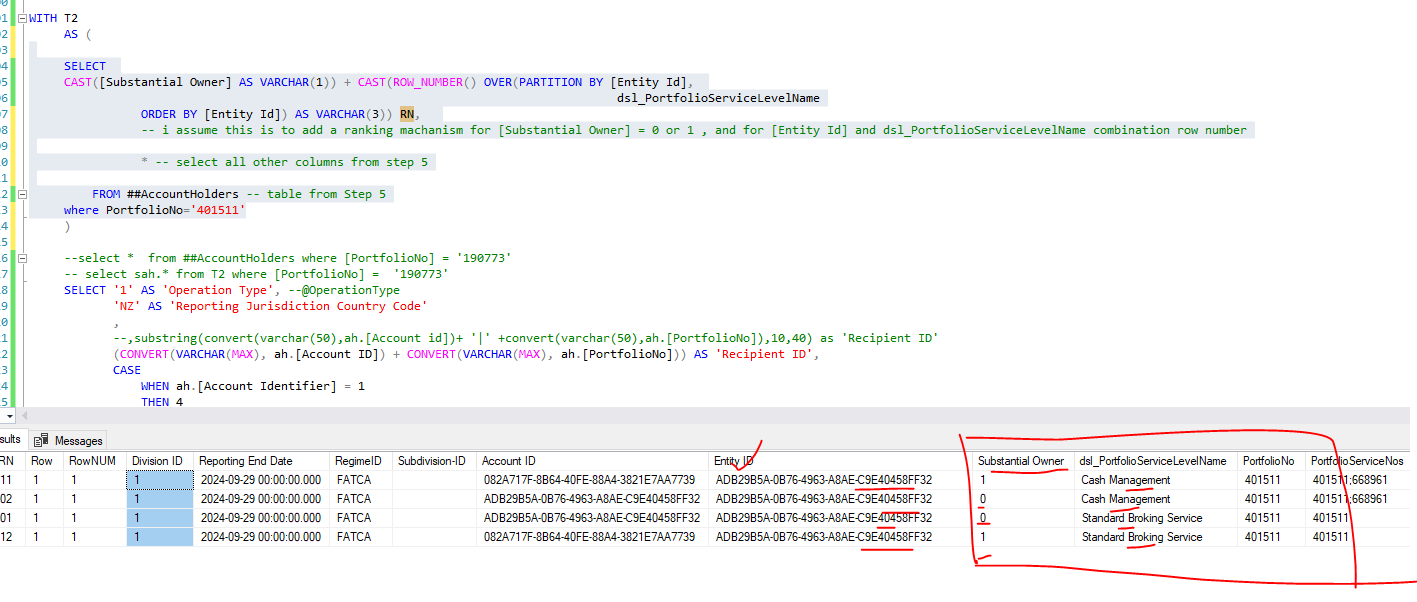 WITH T2
AS (
SELECT
CAST([Substantial Owner] AS VARCHAR(1)) + CAST(ROW_NUMBER() OVER(PARTITION BY [Entity Id],
dsl_PortfolioServiceLevelName
ORDER BY [Entity Id]) AS VARCHAR(3)) RN,
-- i assume this is to add a ranking machanism for [Substantial Owner] = 0 or 1 , and for [Entity Id] and dsl_PortfolioServiceLevelName combination row number
* -- select all other columns from step 5
FROM ##AccountHolders -- table from Step 5
where PortfolioNo='401511'
)
--select *  from ##AccountHolders where [PortfolioNo] = '190773'
-- select sah.* from T2 where [PortfolioNo] =  '190773'
SELECT '1' AS 'Operation Type', --@OperationType
'NZ' AS 'Reporting Jurisdiction Country Code'
,
--,substring(convert(varchar(50),ah.[Account id])+ '|' +convert(varchar(50),ah.[PortfolioNo]),10,40) as 'Recipient ID'
(CONVERT(VARCHAR(MAX), ah.[Account ID]) + CONVERT(VARCHAR(MAX), ah.[PortfolioNo])) AS 'Recipient ID',
CASE
WHEN ah.[Account Identifier] = 1
THEN 4
sults Messages
RN Row RowNUM Division ID Reporting End Date RegimeID Subdivision-ID Account ID Entity ID Substantial Owner dsl_PortfolioServiceLevelName PortfolioNo PortfolioServiceNos
11 1 1 1 2024-09-29 00:00:00.000 FATCA 082A717F-8B64-40FE-88A4-3821E7AA7739 ADB29B5A-0B76-4963-A8AE-C9E40458FF32 1 Cash Management 401511 401511;668961
02 1 1 1 2024-09-29 00:00:00.000 FATCA ADB29B5A-0B76-4963-A8AE-C9E40458FF32 ADB29B5A-0B76-4963-A8AE-C9E40458FF32 0 Cash Management 401511 401511;668961
01 1 1 1 2024-09-29 00:00:00.000 FATCA ADB29B5A-0B76-4963-A8AE-C9E40458FF32 ADB29B5A-0B76-4963-A8AE-C9E40458FF32 0 Standard Broking Service 401511 401511
12 1 1 1 2024-09-29 00:00:00.000 FATCA 082A717F-8B64-40FE-88A4-3821E7AA7739 ADB29B5A-0B76-4963-A8AE-C9E40458FF32 1 Standard Broking Service 401511 401511